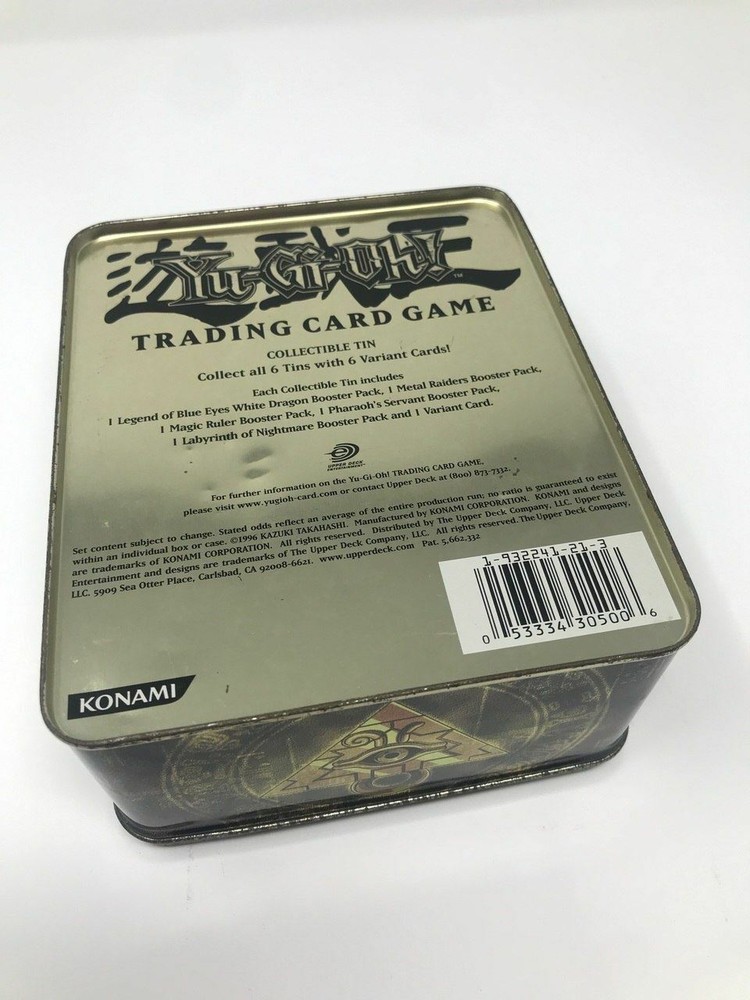 遊戯王
Yu-Gi-Oh!™
TRADING CARD GAME
COLLECTIBLE TIN
Collect all 6 Tins with 6 Variant Cards!
Each Collectible Tin includes
1 Legend of Blue Eyes White Dragon Booster Pack, 1 Metal Raiders Booster Pack,
1 Magic Ruler Booster Pack, 1 Pharaoh's Servant Booster Pack,
1 Labyrinth of Nightmare Booster Pack and 1 Variant Card.
UPPER DECK
ENTERTAINMENT
For further information on the Yu-Gi-Oh! TRADING CARD GAME,
please visit www.yugioh-card.com or contact Upper Deck at (800) 873-7332.
Set content subject to change. Stated odds reflect an average of the entire production run; no ratio is guaranteed to exist
within an individual box or case. ©1996 KAZUKI TAKAHASHI. Manufactured by KONAMI CORPORATION. KONAMI and designs
are trademarks of KONAMI CORPORATION. All rights reserved. Distributed by The Upper Deck Company, LLC. Upper Deck
Entertainment and designs are trademarks of The Upper Deck Company, LLC. All rights reserved. The Upper Deck Company,
LLC. 5909 Sea Otter Place, Carlsbad, CA 92008-6621. www.upperdeck.com Pat. 5,662,332
1-932241-21-3
0 53334 30500 6
KONAMI